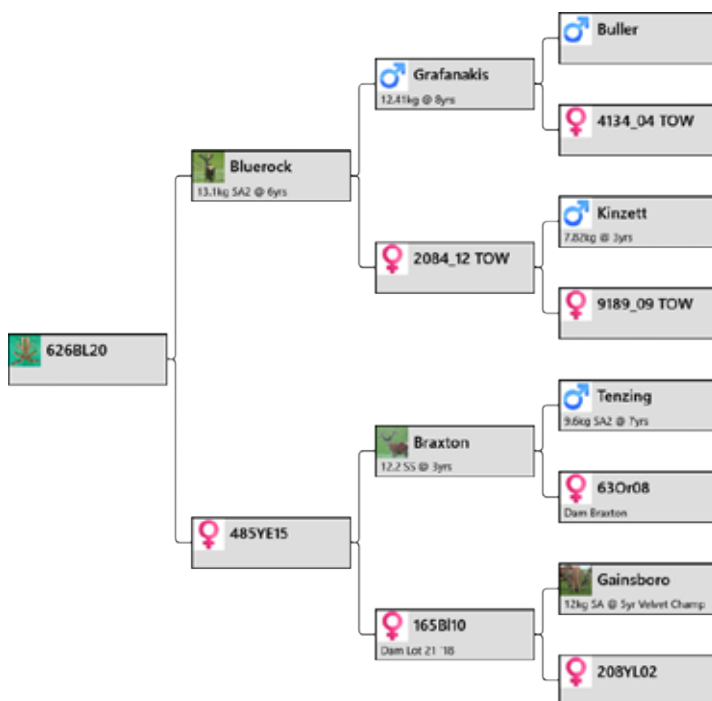 Buller
Grafanakis
12.41kg @ 8yrs
4134_04 TOW
Bluerock
13.1kg SA2 @ 6yrs
Kinzett
7.82kg @ 3yrs
2084_12 TOW
9189_09 TOW
626BL20
Tenzing
9.6kg SA2 @ 7yrs
Braxton
12.2 SS @ 3yrs
63Or08
Dam Braxton
485YE15
Gainsboro
12kg SA @ 5yr Velvet Champ
165Bl10
Dam Lot 21 '18
208YL02